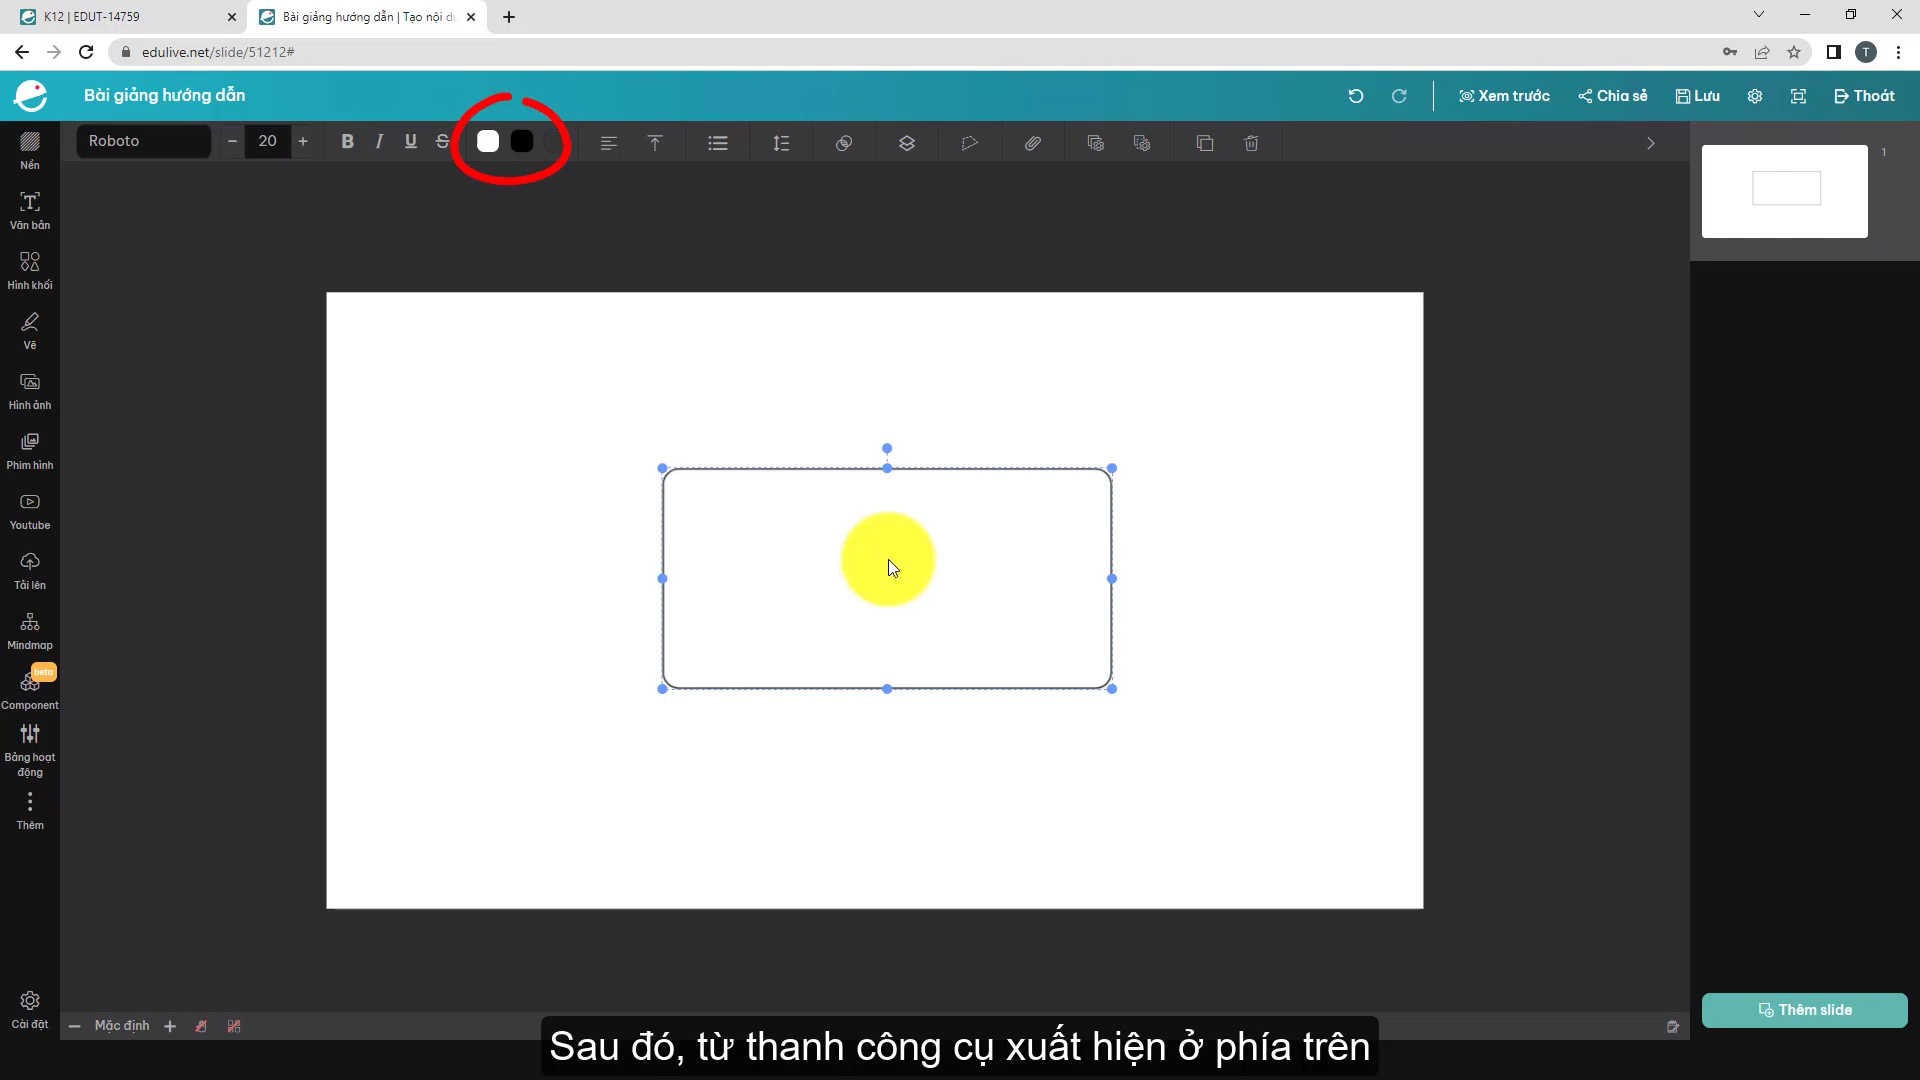 K12 | EDUT-14759
Bài giảng hướng dẫn | Tạo nội du
edulive.net/slide/51212#
T
Bài giảng hướng dẫn
Xem trước
Chia sẻ
Lưu
Thoát
Roboto
− 20 +
B I U S
Nền
Văn bản
Hình khối
Vẽ
Hình ảnh
Phim hình
Youtube
Tải lên
Mindmap
beta
Component
Bảng hoạt
động
Thêm
Cài đặt
1
Thêm slide
Mặc định
Sau đó, từ thanh công cụ xuất hiện ở phía trên